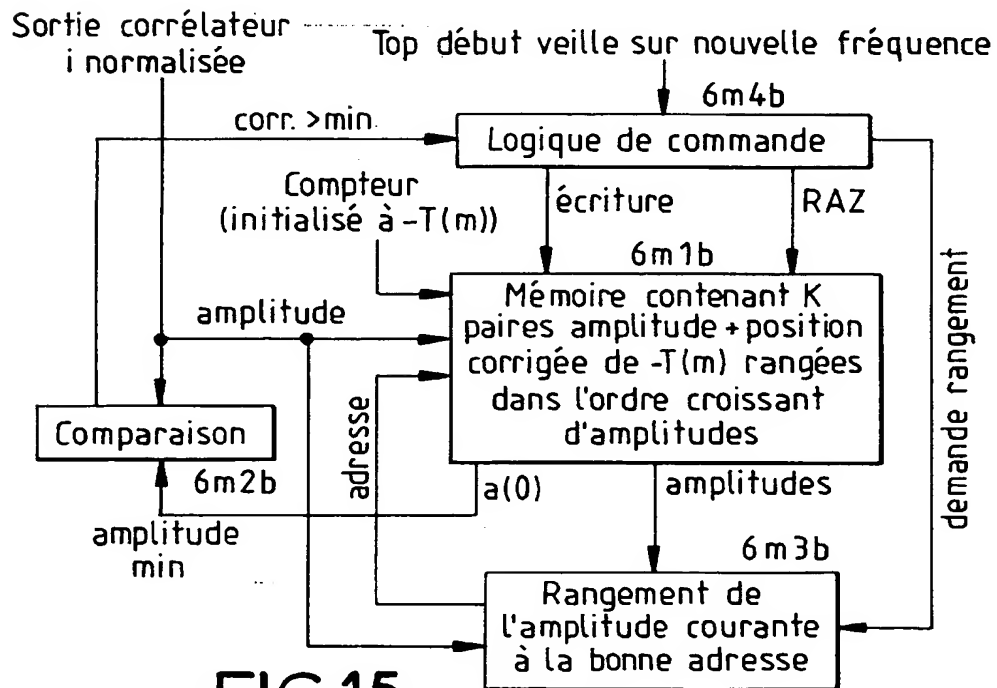 Sortie corrélateur
i normalisée
Top début veille sur nouvelle fréquence
6m4b
corr. >min.
Logique de commande
Compteur
(initialisé à -T(m))
écriture
RAZ
6m1b
amplitude
Mémoire contenant K
paires amplitude + position
corrigée de -T(m) rangées
dans l'ordre croissant
d'amplitudes
demande rangement
adresse
Comparaison
6m2b
a(0)
amplitudes
amplitude
min
6m3b
Rangement de
l'amplitude courante
à la bonne adresse
FIG.15